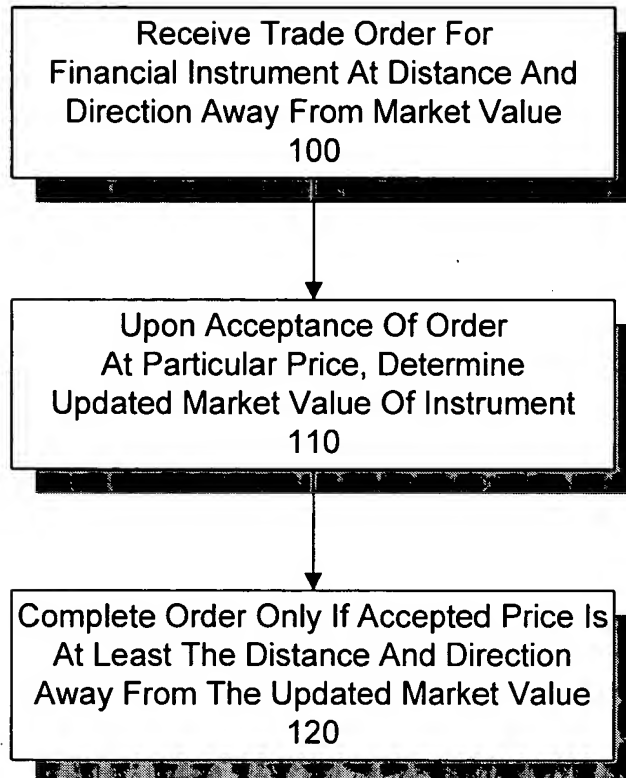 Receive Trade Order For
Financial Instrument At Distance And
Direction Away From Market Value
100
Upon Acceptance Of Order
At Particular Price, Determine
Updated Market Value Of Instrument
110
Complete Order Only If Accepted Price Is
At Least The Distance And Direction
Away From The Updated Market Value
120